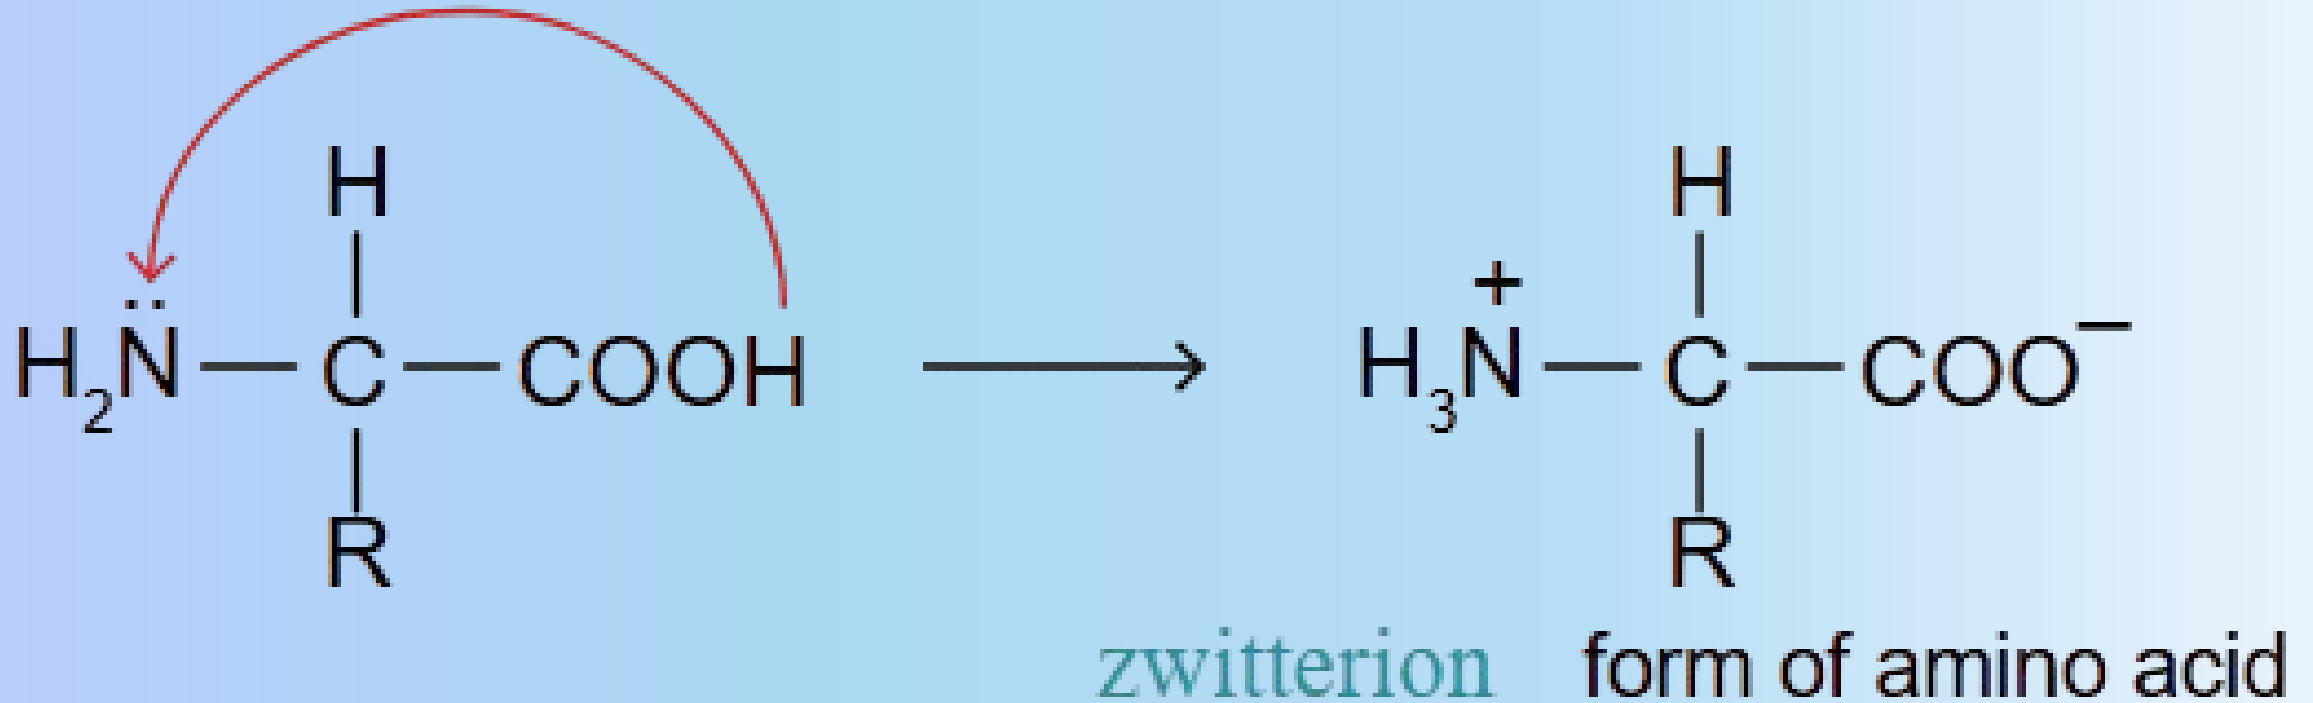 H H
+
H₂N̈ — C — COOH → H₃N — C — COO⁻
R R
zwitterion form of amino acid